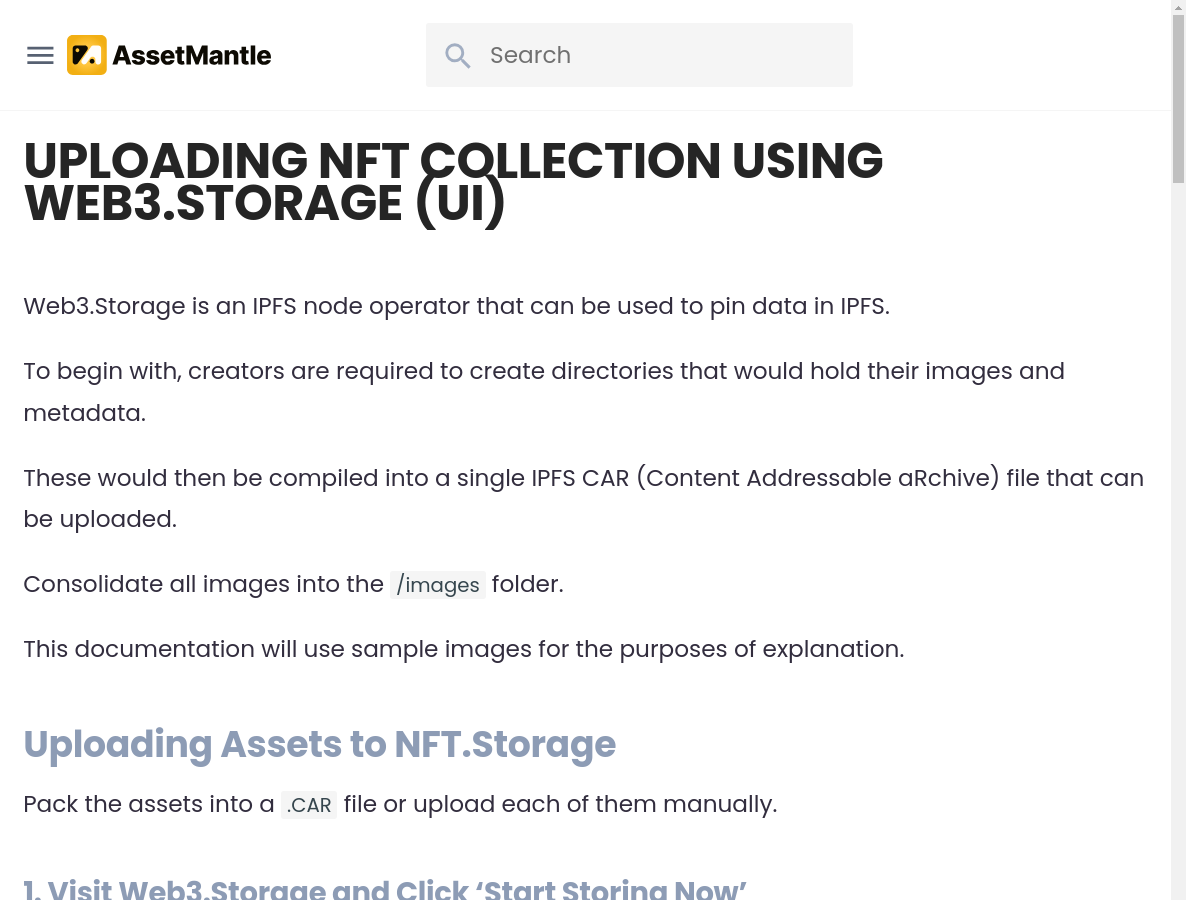 AssetMantle
Search
UPLOADING NFT COLLECTION USING
WEB3.STORAGE (UI)
Web3.Storage is an IPFS node operator that can be used to pin data in IPFS.
To begin with, creators are required to create directories that would hold their images and
metadata.
These would then be compiled into a single IPFS CAR (Content Addressable aRchive) file that can
be uploaded.
Consolidate all images into the /images folder.
This documentation will use sample images for the purposes of explanation.
Uploading Assets to NFT.Storage
Pack the assets into a .CAR file or upload each of them manually.
1. Visit Web3.Storage and Click ‘Start Storing Now’